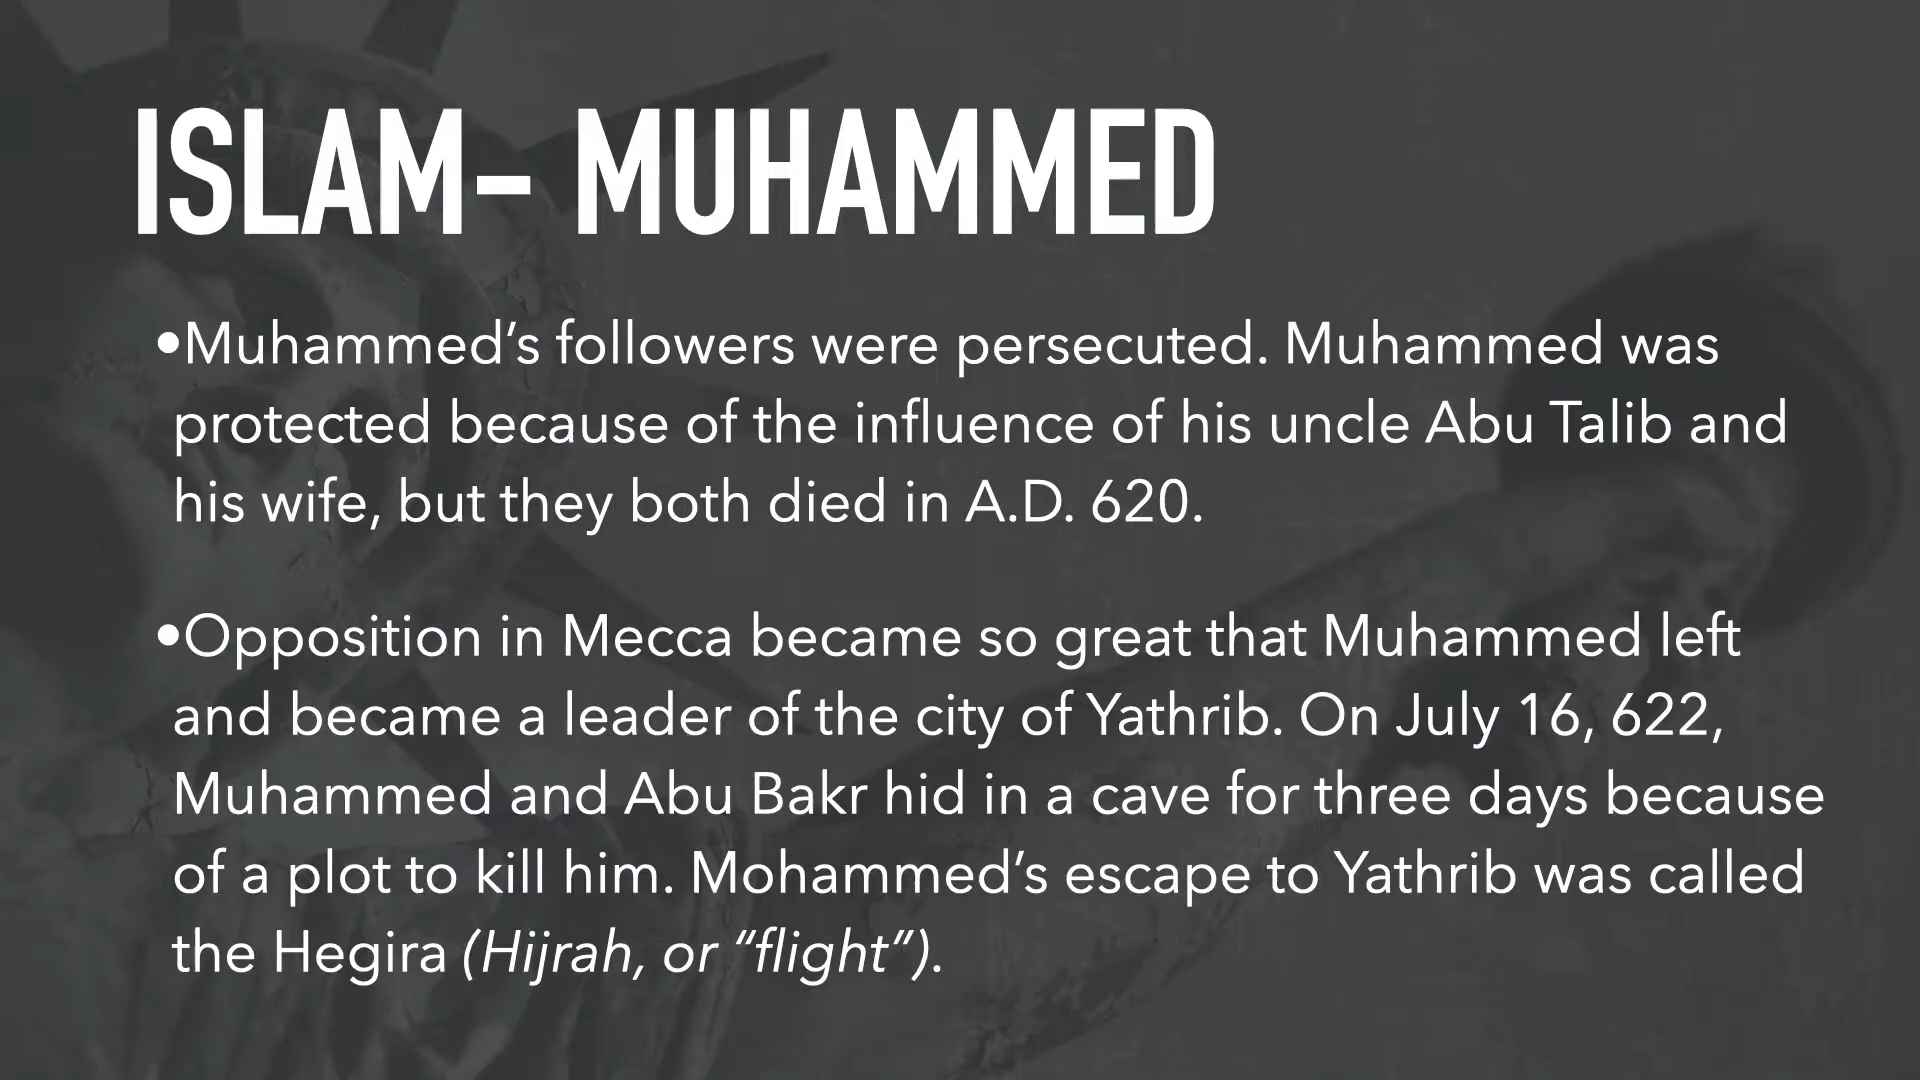 ISLAM– MUHAMMED
•Muhammed’s followers were persecuted. Muhammed was
protected because of the influence of his uncle Abu Talib and
his wife, but they both died in A.D. 620.
•Opposition in Mecca became so great that Muhammed left
and became a leader of the city of Yathrib. On July 16, 622,
Muhammed and Abu Bakr hid in a cave for three days because
of a plot to kill him. Mohammed’s escape to Yathrib was called
the Hegira (Hijrah, or “flight”).